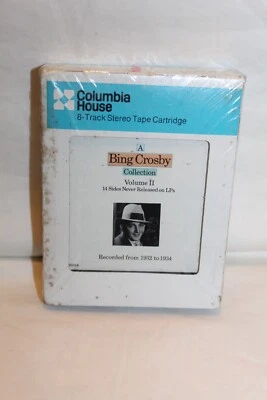 Columbia
House
8-Track Stereo Tape Cartridge
A
Bing Crosby
Collection
Volume II
14 Sides Never Released on LPs
Recorded from 1932 to 1934